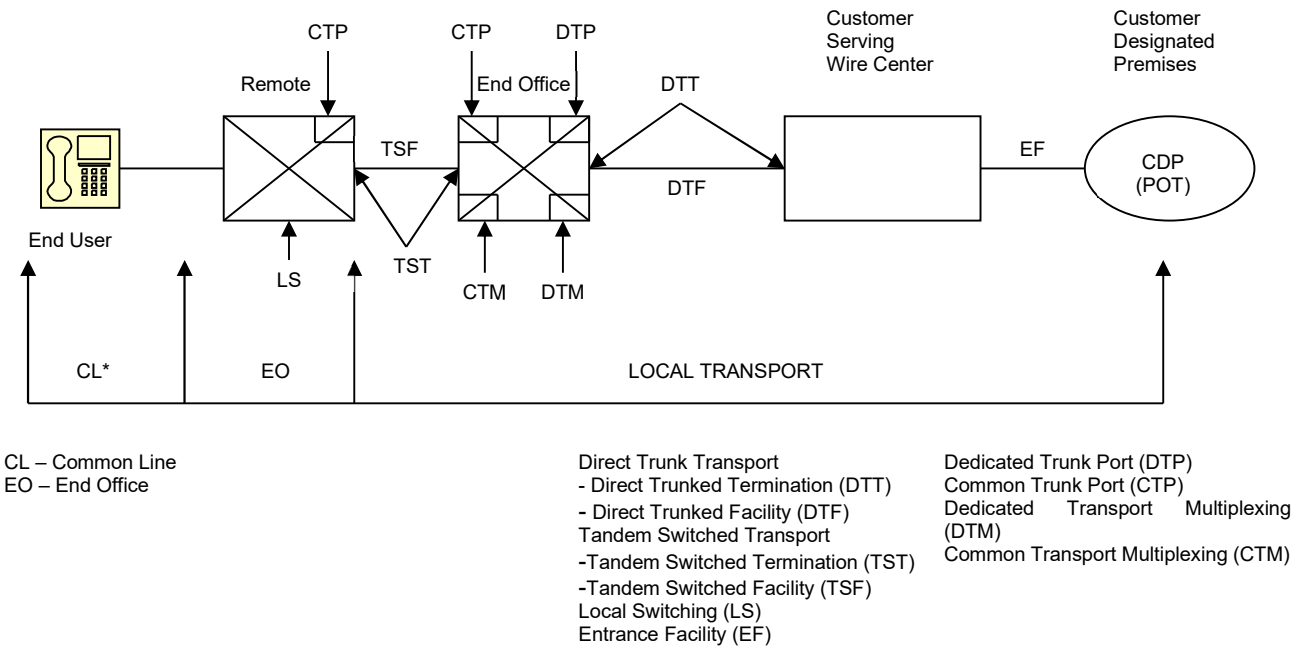 Customer
Serving
Wire Center
Customer
Designated
Premises
CTP
CTP
DTP
Remote
End Office
DTT
TSF
DTF
EF
CDP
(POT)
End User
LS
TST
CTM
DTM
CL*
EO
LOCAL TRANSPORT
CL – Common Line
EO – End Office
Direct Trunk Transport
- Direct Trunked Termination (DTT)
- Direct Trunked Facility (DTF)
Tandem Switched Transport
-Tandem Switched Termination (TST)
-Tandem Switched Facility (TSF)
Local Switching (LS)
Entrance Facility (EF)
Dedicated Trunk Port (DTP)
Common Trunk Port (CTP)
Dedicated Transport Multiplexing
(DTM)
Common Transport Multiplexing (CTM)